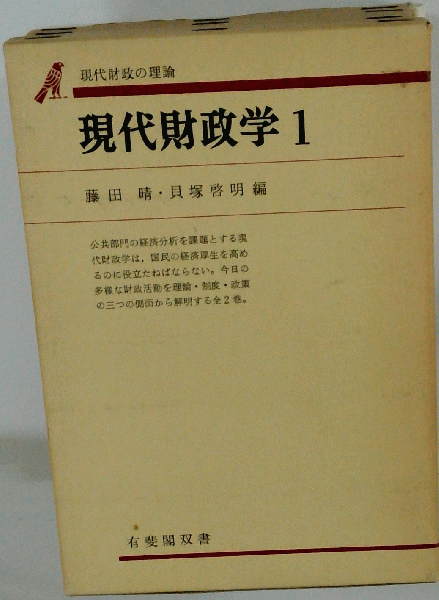 現代財政の理論
現代財政学1
藤田 晴・貝塚啓明編
公共部門の経済分析を課題とする現
代財政学は，国民の経済厚生を高め
るのに役立たねばならない。今日の
多様な財政活動を理論・制度・政策
の三つの側面から解明する全2巻。
有斐閣双書